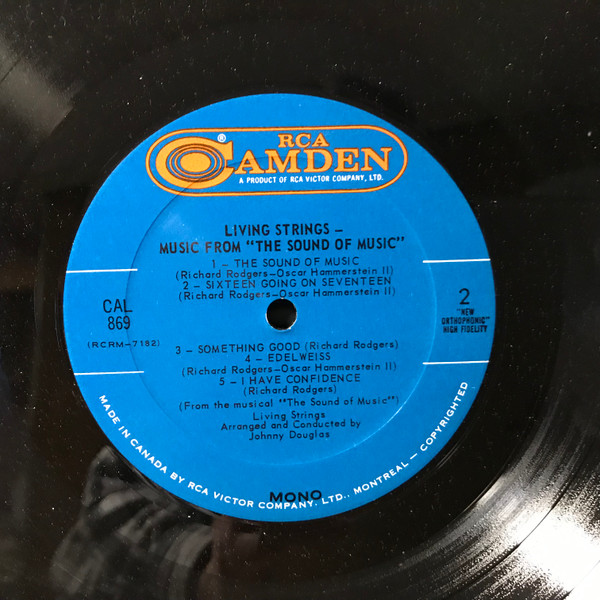 RCA
CAMDEN
®
A PRODUCT OF RCA VICTOR COMPANY, LTD.
LIVING STRINGS –
MUSIC FROM "THE SOUND OF MUSIC"
1 – THE SOUND OF MUSIC
(Richard Rodgers–Oscar Hammerstein II)
2 – SIXTEEN GOING ON SEVENTEEN
(Richard Rodgers–Oscar Hammerstein II)
CAL
869
(RCRM–7182)
2
"NEW
ORTHOPHONIC"
HIGH FIDELITY
3 – SOMETHING GOOD (Richard Rodgers)
4 – EDELWEISS
(Richard Rodgers–Oscar Hammerstein II)
5 – I HAVE CONFIDENCE
(Richard Rodgers)
(From the musical "The Sound of Music")
Living Strings
Arranged and Conducted by
Johnny Douglas
MONO
MADE IN CANADA BY RCA VICTOR COMPANY, LTD., MONTREAL – COPYRIGHTED